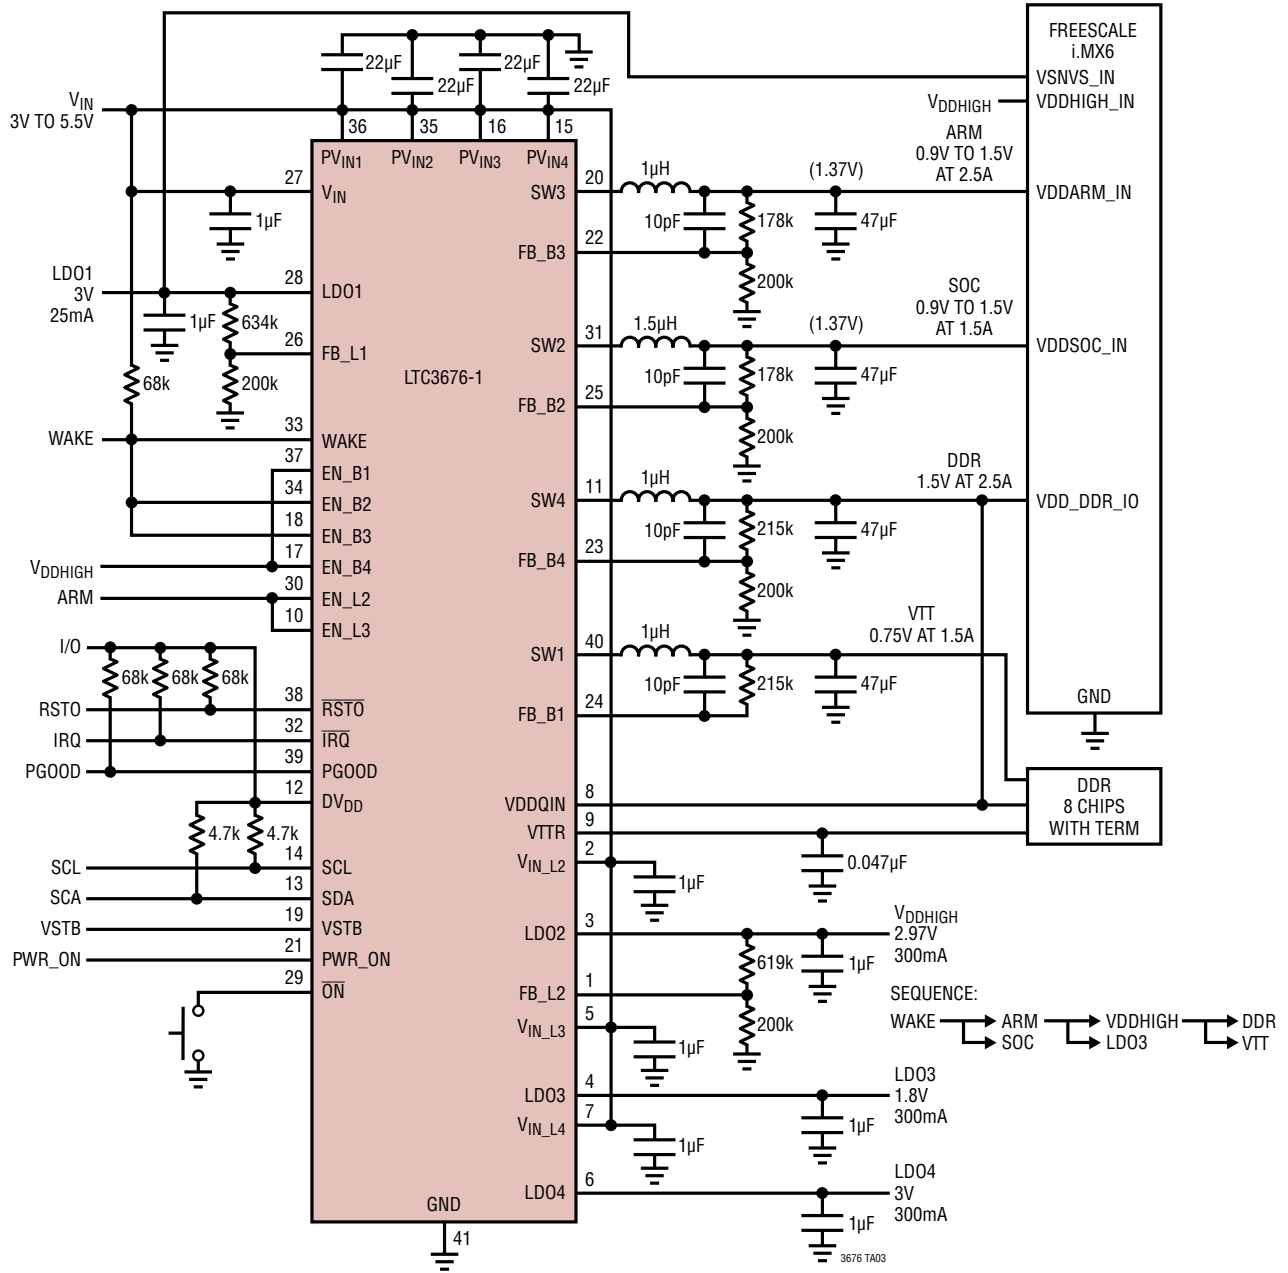 FREESCALE
i.MX6
VSNVS_IN
VDDHIGH VDDHIGH_IN
22µF
22µF
22µF
22µF
VIN
3V TO 5.5V
36
35
16
15
PVIN1
PVIN2
PVIN3
PVIN4
ARM
0.9V TO 1.5V
AT 2.5A
27
VIN
1µF
SW3
20
1µH
(1.37V)
VDDARM_IN
10pF
178k
47µF
FB_B3
22
200k
LDO1
3V
25mA
28
LDO1
1µF
634k
26
FB_L1
200k
68k
LTC3676-1
SOC
0.9V TO 1.5V
AT 1.5A
SW2
31
1.5µH
(1.37V)
VDDSOC_IN
10pF
178k
47µF
FB_B2
25
200k
WAKE
33
WAKE
37
EN_B1
34
EN_B2
18
EN_B3
VDDHIGH
17
EN_B4
ARM
30
EN_L2
10
EN_L3
DDR
1.5V AT 2.5A
SW4
11
1µH
VDD_DDR_IO
10pF
215k
47µF
FB_B4
23
200k
VTT
0.75V AT 1.5A
SW1
40
1µH
10pF
215k
47µF
FB_B1
24
GND
I/O
68k
68k
68k
RSTO
38
RSTO
IRQ
32
IRQ
PGOOD
39
PGOOD
12
DVDD
4.7k
4.7k
SCL
14
SCL
SCA
13
SDA
VSTB
19
VSTB
PWR_ON
21
PWR_ON
29
ON
DDR
8 CHIPS
WITH TERM
VDDQIN
8
VTTR
9
0.047µF
VIN_L2
2
1µF
LDO2
3
VDDHIGH
2.97V
300mA
619k
1µF
FB_L2
1
200k
VIN_L3
5
1µF
SEQUENCE:
WAKE ARM VDDHIGH DDR
SOC LDO3 VTT
LDO3
4
LDO3
1.8V
300mA
1µF
VIN_L4
7
1µF
LDO4
6
LDO4
3V
300mA
1µF
GND
41
3676 TA03